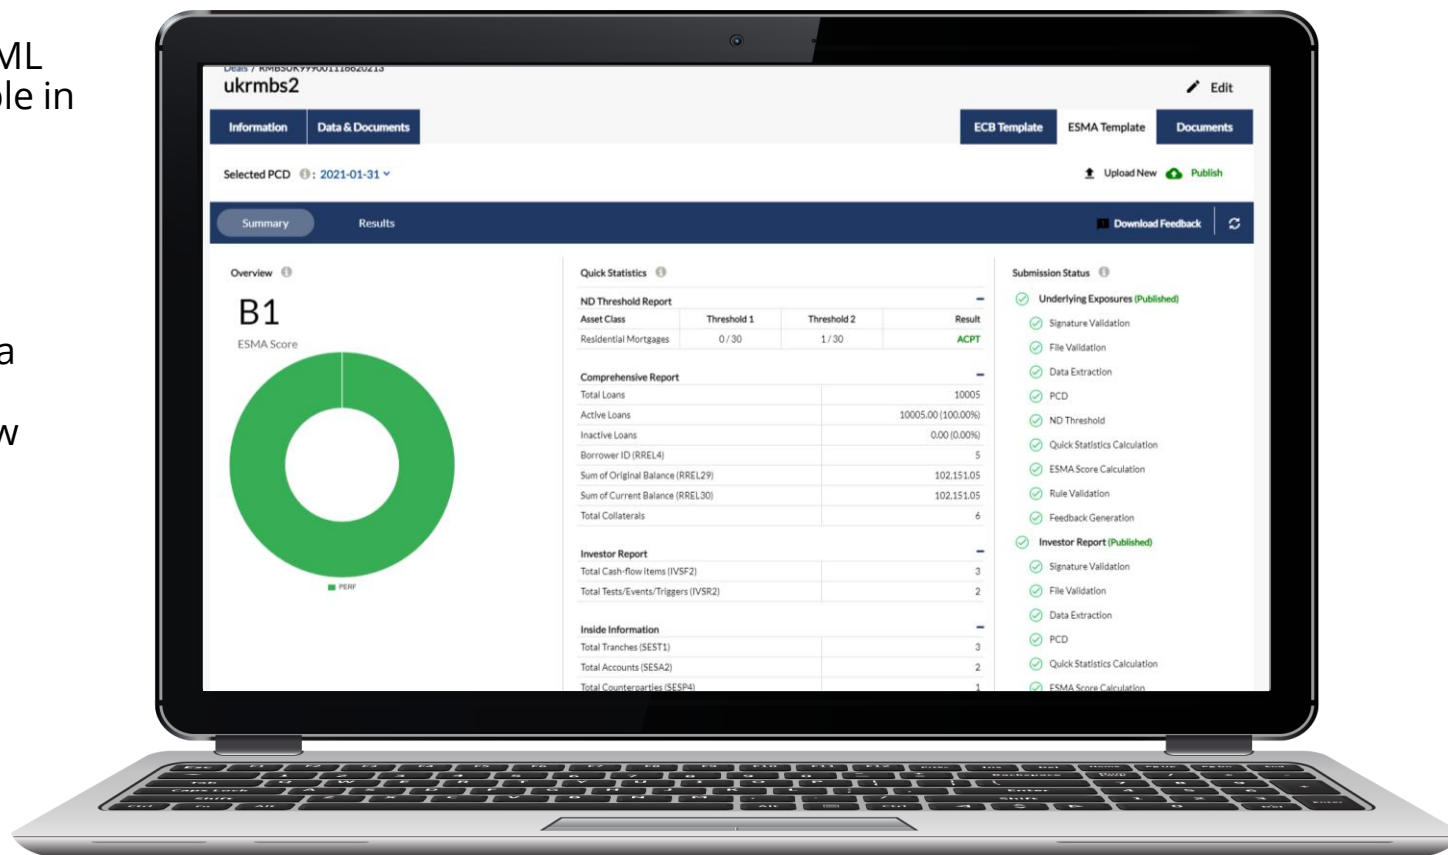 ML
ole in
a
w
Deals / RMBSUK999001116620213
ukrmbs2
Edit
Information Data & Documents
ECB Template ESMA Template Documents
Selected PCD : 2021-01-31
Upload New Publish
Summary Results
Download Feedback
Overview
B1
ESMA Score
PERF
Quick Statistics
ND Threshold Report
Asset Class Threshold 1 Threshold 2 Result
Residential Mortgages 0 / 30 1 / 30 ACPT
Comprehensive Report
Total Loans 10005
Active Loans 10005.00 (100.00%)
Inactive Loans 0.00 (0.00%)
Borrower ID (RREL4) 5
Sum of Original Balance (RREL29) 102,151.05
Sum of Current Balance (RREL30) 102,151.05
Total Collaterals 6
Investor Report
Total Cash-flow items (IVSF2) 3
Total Tests/Events/Triggers (IVSR2) 2
Inside Information
Total Tranches (SEST1) 3
Total Accounts (SESA2) 2
Total Counterparties (SESP4) 1
Submission Status
Underlying Exposures (Published)
Signature Validation
File Validation
Data Extraction
PCD
ND Threshold
Quick Statistics Calculation
ESMA Score Calculation
Rule Validation
Feedback Generation
Investor Report (Published)
Signature Validation
File Validation
Data Extraction
PCD
Quick Statistics Calculation
ESMA Score Calculation